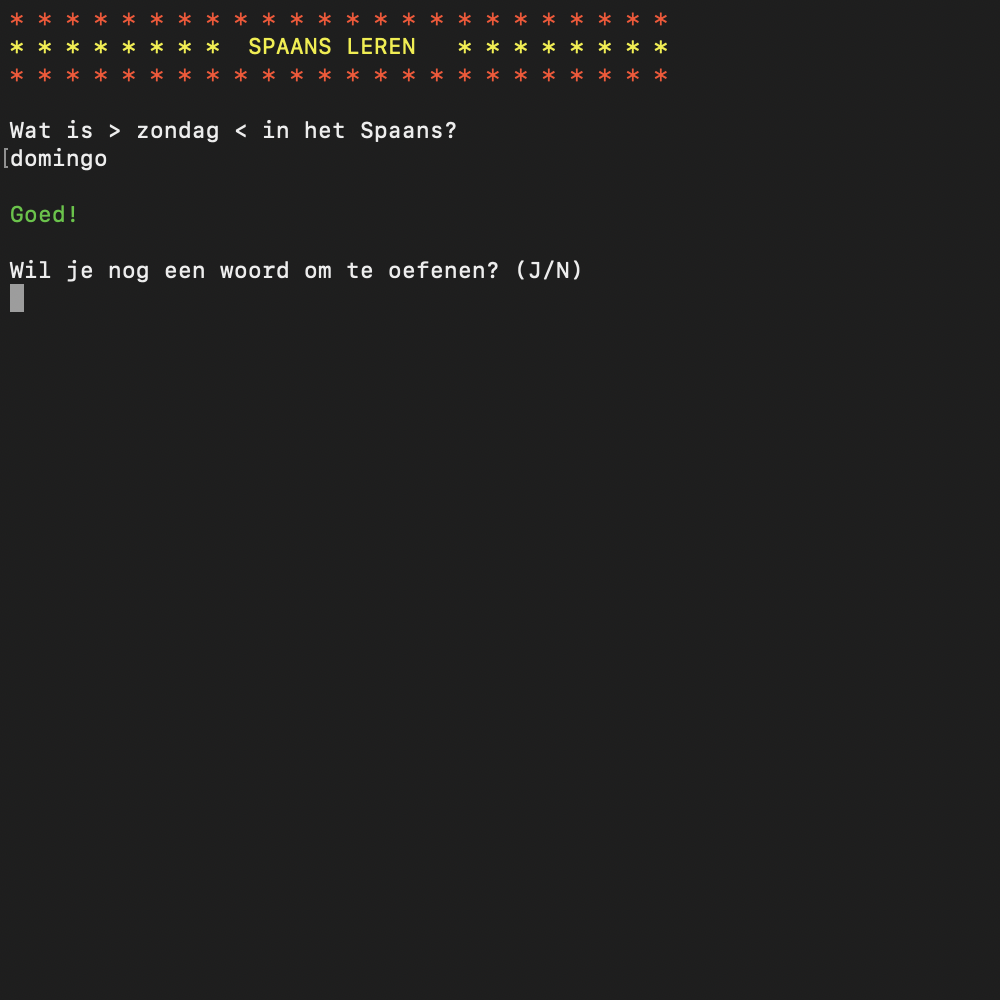 * * * * * * * * * * * * * * * * * * * * * * * *
* * * * * * * *  SPAANS LEREN   * * * * * * * *
* * * * * * * * * * * * * * * * * * * * * * * *
Wat is > zondag < in het Spaans?
[domingo
Goed!
Wil je nog een woord om te oefenen? (J/N)